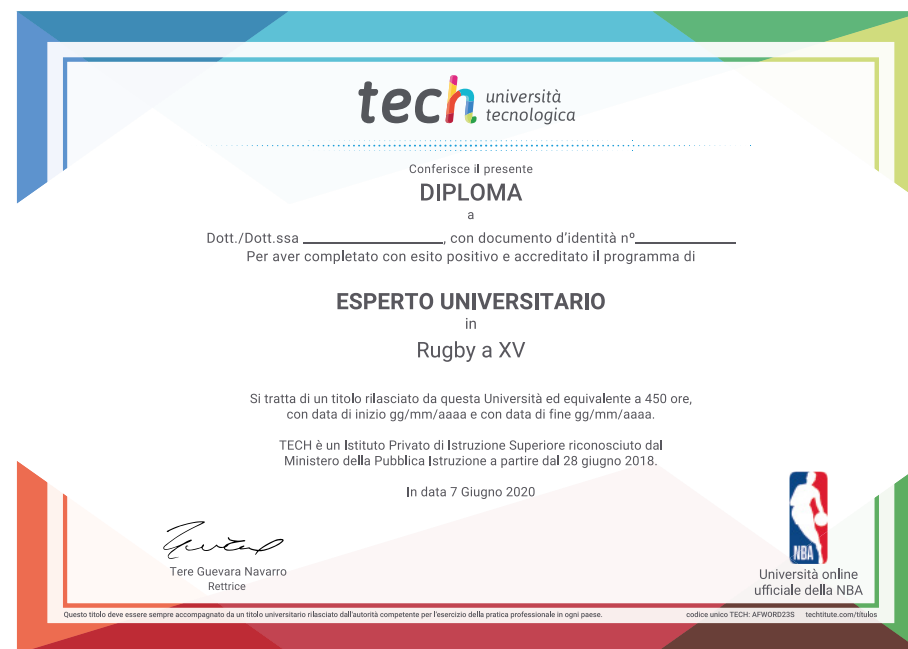 tech università
tecnologica
Conferisce il presente
DIPLOMA
a
Dott./Dott.ssa ____________________, con documento d'identità nº______________
Per aver completato con esito positivo e accreditato il programma di
ESPERTO UNIVERSITARIO
in
Rugby a XV
Si tratta di un titolo rilasciato da questa Università ed equivalente a 450 ore,
con data di inizio gg/mm/aaaa e con data di fine gg/mm/aaaa.
TECH è un Istituto Privato di Istruzione Superiore riconosciuto dal
Ministero della Pubblica Istruzione a partire dal 28 giugno 2018.
In data 7 Giugno 2020
Tere Guevara Navarro
Rettrice
NBA
Università online
ufficiale della NBA
Questo titolo deve essere sempre accompagnato da un titolo universitario rilasciato dall'autorità competente per l'esercizio della pratica professionale in ogni paese. codice unico TECH: AFWORD23S techtitute.com/titulos